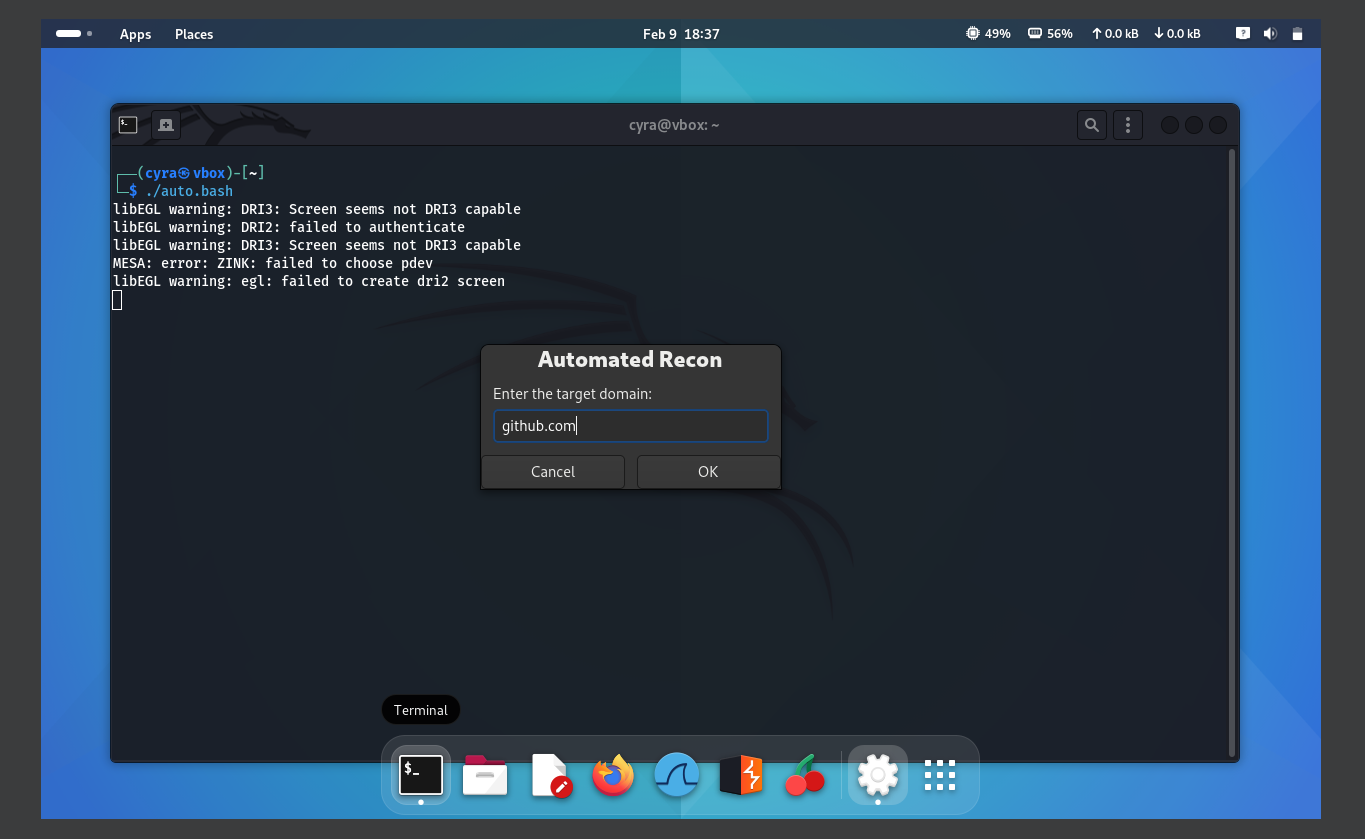 Apps Places Feb 9 18:37 49% 56% ↑ 0.0 kB ↓ 0.0 kB ?
cyra@vbox: ~
┌──(cyra㉿vbox)-[~]
└─$ ./auto.bash
libEGL warning: DRI3: Screen seems not DRI3 capable
libEGL warning: DRI2: failed to authenticate
libEGL warning: DRI3: Screen seems not DRI3 capable
MESA: error: ZINK: failed to choose pdev
libEGL warning: egl: failed to create dri2 screen
Automated Recon
Enter the target domain:
github.com
Cancel OK
Terminal
$_